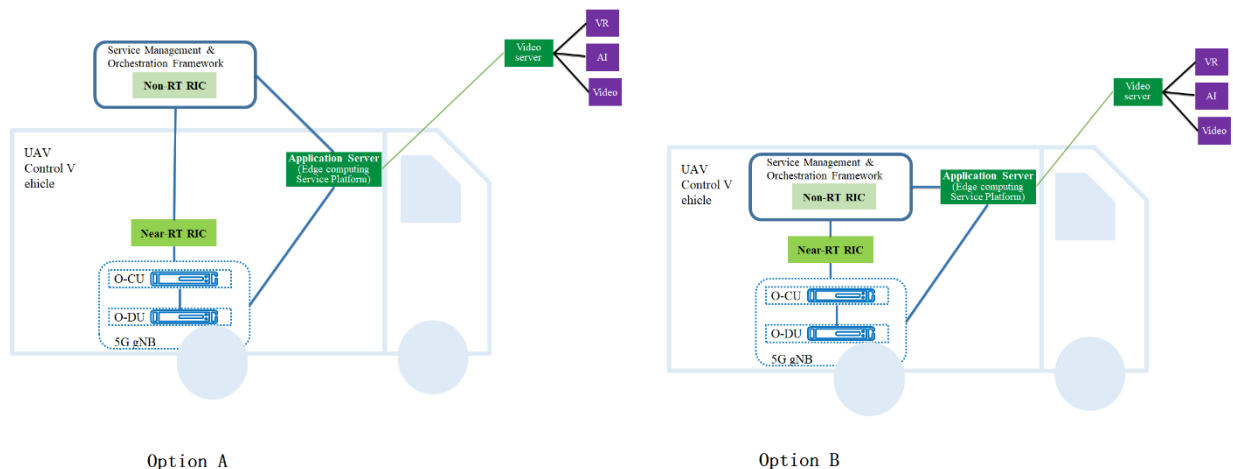 Service Management &
Orchestration Framework
Non-RT RIC
UAV
Control V
ehicle
Near-RT RIC
O-CU
O-DU
5G gNB
Application Server
(Edge computing
Service Platform)
Video
server
VR
AI
Video
Option A
UAV
Control V
ehicle
Service Management &
Orchestration Framework
Non-RT RIC
Near-RT RIC
O-CU
O-DU
5G gNB
Application Server
(Edge computing
Service Platform)
Video
server
VR
AI
Video
Option B